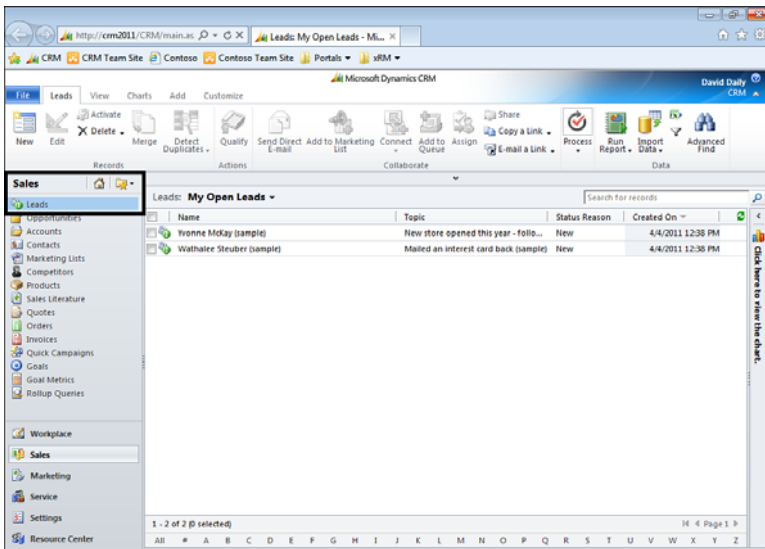 http://crm2011/CRM/main.as
Leads: My Open Leads - Mi...
CRM CRM Team Site Contoso Contoso Team Site Portals xRM
Microsoft Dynamics CRM
David Daily
CRM
File Leads View Charts Add Customize
New Edit Activate Delete Merge Detect Duplicates Qualify Send Direct E-mail Add to Marketing List Connect Add to Queue Assign Share Copy a Link E-mail a Link Process Run Report Import Data Advanced Find
Records Actions Collaborate Data
Sales
Leads
Opportunities
Accounts
Contacts
Marketing Lists
Competitors
Products
Sales Literature
Quotes
Orders
Invoices
Quick Campaigns
Goals
Goal Metrics
Rollup Queries
Workplace
Sales
Marketing
Service
Settings
Resource Center
Leads: My Open Leads
Search for records
Name Topic Status Reason Created On
Yvonne McKay (sample) New store opened this year - follo... New 4/4/2011 12:38 PM
Wathalee Steuber (sample) Mailed an interest card back (sample) New 4/4/2011 12:38 PM
Click here to view the chart.
1 - 2 of 2 (0 selected) Page 1
All # A B C D E F G H I J K L M N O P Q R S T U V W X Y Z